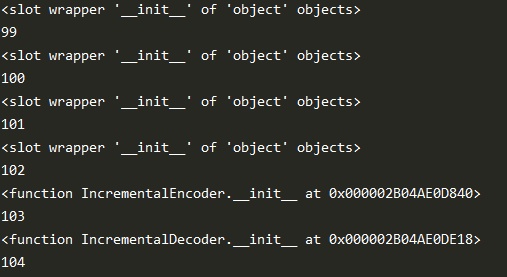 <slot wrapper '__init__' of 'object' objects>
99
<slot wrapper '__init__' of 'object' objects>
100
<slot wrapper '__init__' of 'object' objects>
101
<slot wrapper '__init__' of 'object' objects>
102
<function IncrementalEncoder.__init__ at 0x000002B04AE0D840>
103
<function IncrementalDecoder.__init__ at 0x000002B04AE0DE18>
104